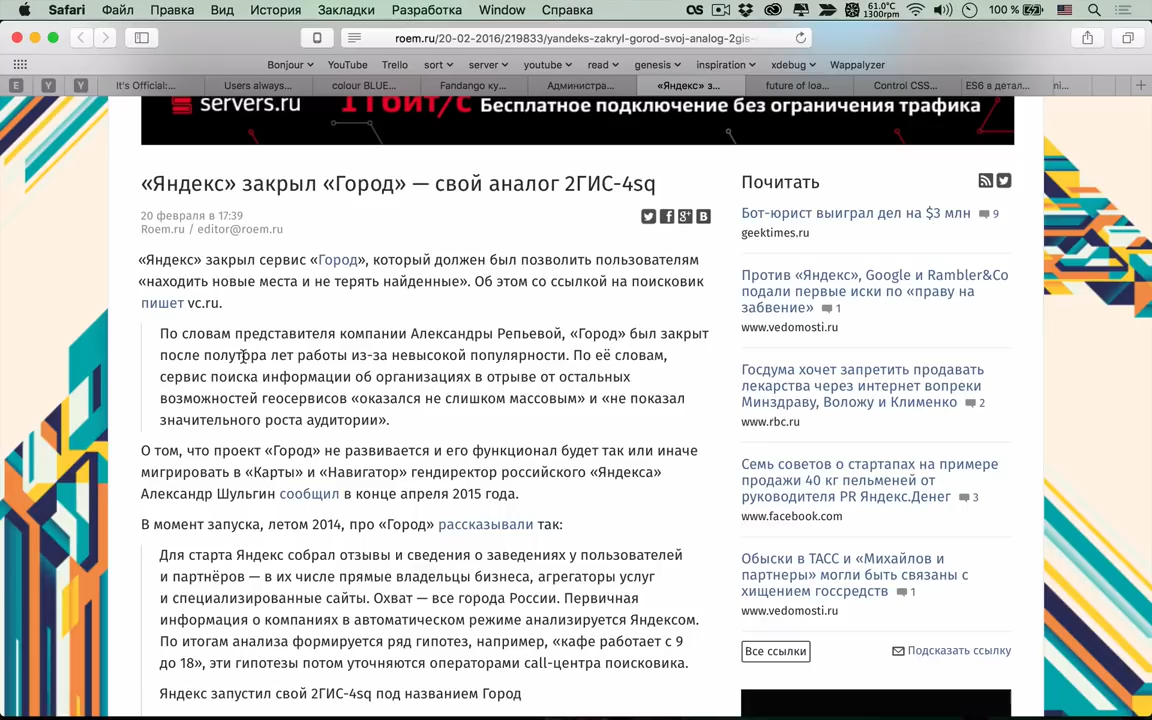 Safari Файл Правка Вид История Закладки Разработка Window Справка
61.0°C
1300rpm
100 %
roem.ru/20-02-2016/219833/yandeks-zakryl-gorod-svoj-analog-2gis-
Bonjour YouTube Trello sort server youtube read genesis inspiration xdebug Wappalyzer
It's Official:... Users always... colour BLUE... Fandango ку... Администра... «Яндекс» з... future of loa... Control CSS... ES6 в детал... ni...
servers.ru 1 Гбит/с Бесплатное подключение без ограничения трафика
«Яндекс» закрыл «Город» — свой аналог 2ГИС-4sq
20 февраля в 17:39
Roem.ru / editor@roem.ru
«Яндекс» закрыл сервис «Город», который должен был позволить пользователям
«находить новые места и не терять найденные». Об этом со ссылкой на поисковик
пишет vc.ru.
По словам представителя компании Александры Репьевой, «Город» был закрыт
после полутора лет работы из-за невысокой популярности. По её словам,
сервис поиска информации об организациях в отрыве от остальных
возможностей геосервисов «оказался не слишком массовым» и «не показал
значительного роста аудитории».
О том, что проект «Город» не развивается и его функционал будет так или иначе
мигрировать в «Карты» и «Навигатор» гендиректор российского «Яндекса»
Александр Шульгин сообщил в конце апреля 2015 года.
В момент запуска, летом 2014, про «Город» рассказывали так:
Для старта Яндекс собрал отзывы и сведения о заведениях у пользователей
и партнёров — в их числе прямые владельцы бизнеса, агрегаторы услуг
и специализированные сайты. Охват — все города России. Первичная
информация о компаниях в автоматическом режиме анализируется Яндексом.
По итогам анализа формируется ряд гипотез, например, «кафе работает с 9
до 18», эти гипотезы потом уточняются операторами call-центра поисковика.
Яндекс запустил свой 2ГИС-4sq под названием Город
Почитать
Бот-юрист выиграл дел на $3 млн 9
geektimes.ru
Против «Яндекс», Google и Rambler&Co
подали первые иски по «праву на
забвение» 1
www.vedomosti.ru
Госдума хочет запретить продавать
лекарства через интернет вопреки
Минздраву, Воложу и Клименко 2
www.rbc.ru
Семь советов о стартапах на примере
продажи 40 кг пельменей от
руководителя PR Яндекс.Денег 3
www.facebook.com
Обыски в ТАСС и «Михайлов и
партнеры» могли быть связаны с
хищением госсредств 1
www.vedomosti.ru
Все ссылки Подсказать ссылку